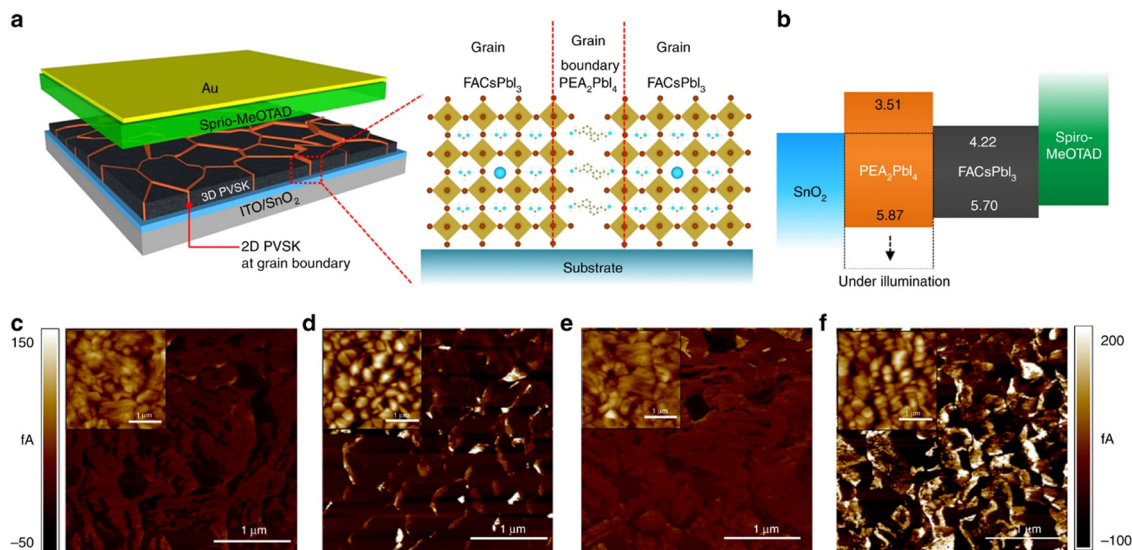 a
Au
Sprio-MeOTAD
3D PVSK
ITO/SnO₂
2D PVSK
at grain boundary
Grain
FACsPbI₃
Grain
boundary
PEA₂PbI₄
Grain
FACsPbI₃
Substrate
b
3.51
PEA₂PbI₄
5.87
SnO₂
4.22
FACsPbI₃
5.70
Spiro-
MeOTAD
Under illumination
c
150
fA
–50
1 μm
1 μm
d
1 μm
1 μm
e
1 μm
1 μm
f
1 μm
1 μm
200
fA
–100